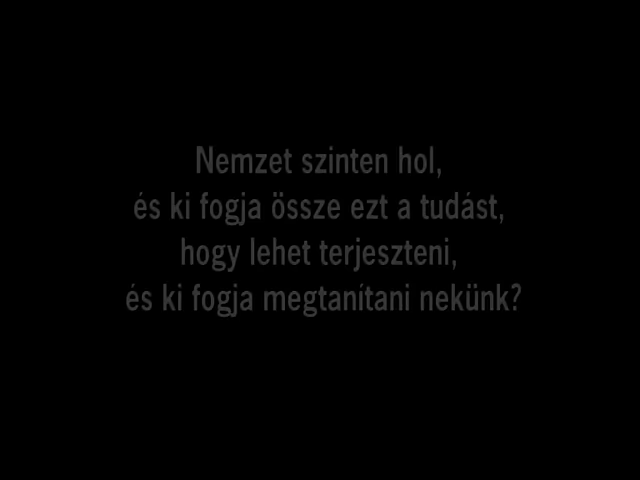 Nemzet szinten hol,
és ki fogja össze ezt a tudást,
hogy lehet terjeszteni,
és ki fogja megtanítani nekünk?